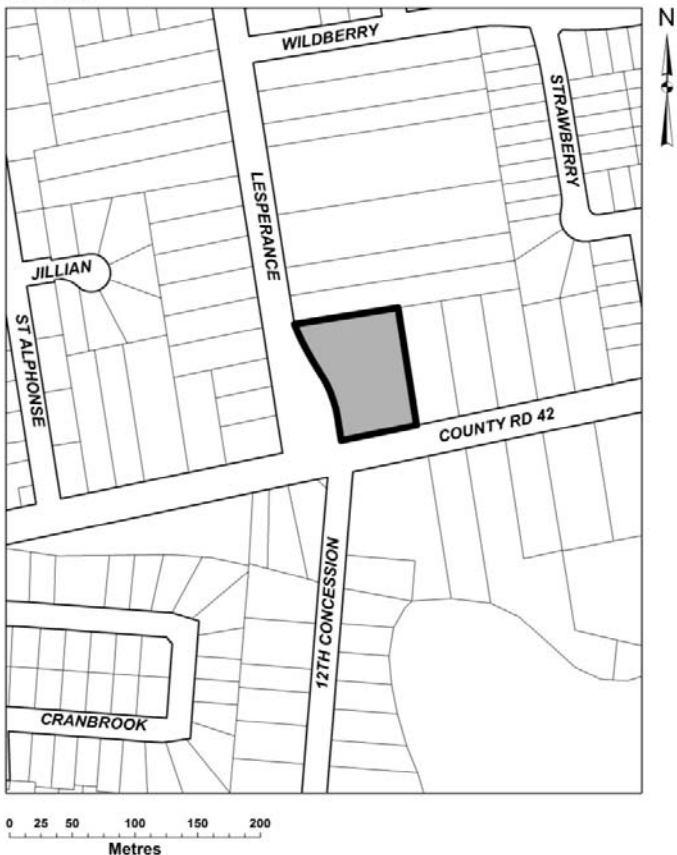 N
WILDBERRY
STRAWBERRY
LESPERANCE
JILLIAN
ST ALPHONSE
COUNTY RD 42
12TH CONCESSION
CRANBROOK
0 25 50 100 150 200
Metres